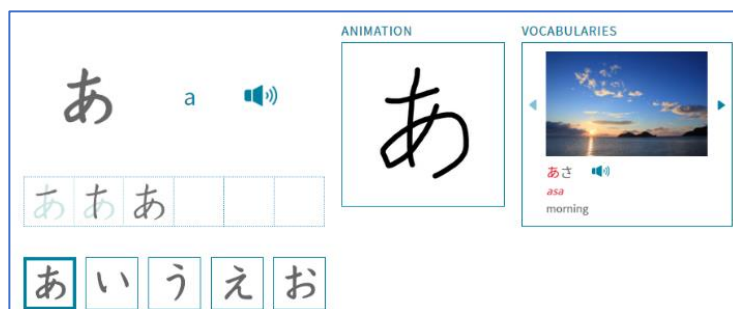 あ a
ANIMATION
あ
VOCABULARIES
あさ
asa
morning
あ あ あ
あ い う え お